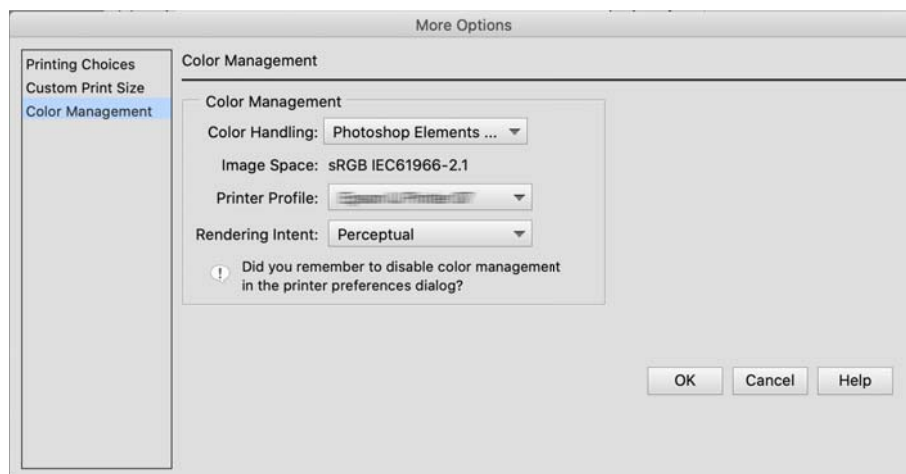 More Options
Printing Choices
Custom Print Size
Color Management
Color Management
Color Management
Color Handling: Photoshop Elements ...
Image Space: sRGB IEC61966-2.1
Printer Profile:
Rendering Intent: Perceptual
Did you remember to disable color management
in the printer preferences dialog?
OK Cancel Help